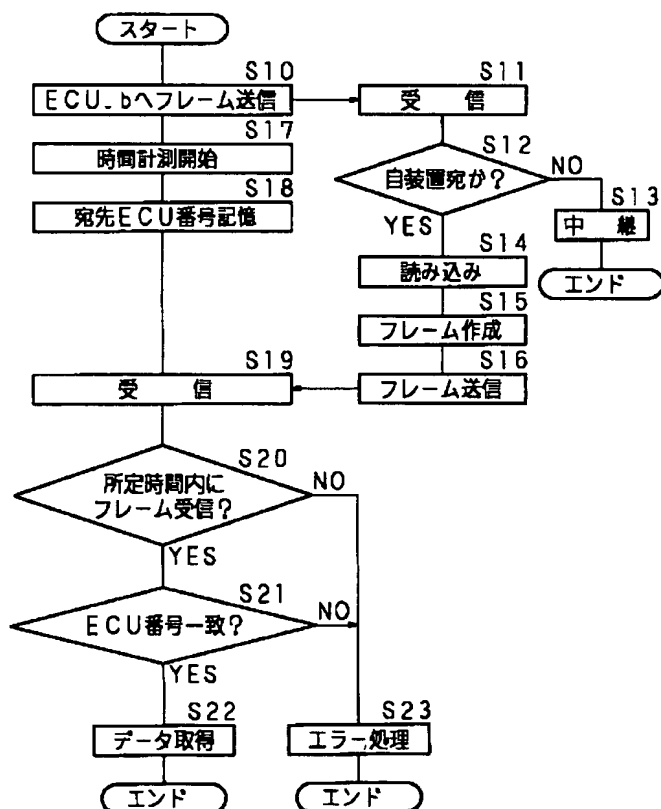 スタート
S10
ECU_bへフレーム送信
S11
受 信
S17
時間計測開始
S12
自装置宛か?
NO
YES
S13
中 継
エンド
S18
宛先ECU番号記憶
S14
読み込み
S15
フレーム作成
S16
フレーム送信
S19
受 信
S20
所定時間内に
フレーム受信?
NO
YES
S21
ECU番号一致?
NO
YES
S22
データ取得
エンド
S23
エラー処理
エンド